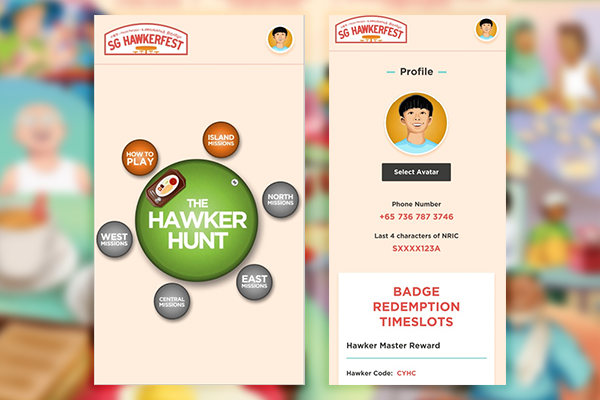 SG HAWKERFEST
HOW TO
PLAY
ISLAND
MISSIONS
NORTH
MISSIONS
THE
HAWKER
HUNT
WEST
MISSIONS
EAST
MISSIONS
CENTRAL
MISSIONS
SG HAWKERFEST
Profile
Select Avatar
Phone Number
+65 736 787 3746
Last 4 characters of NRIC
SXXXX123A
BADGE
REDEMPTION
TIMESLOTS
Hawker Master Reward
Hawker Code: CYHC